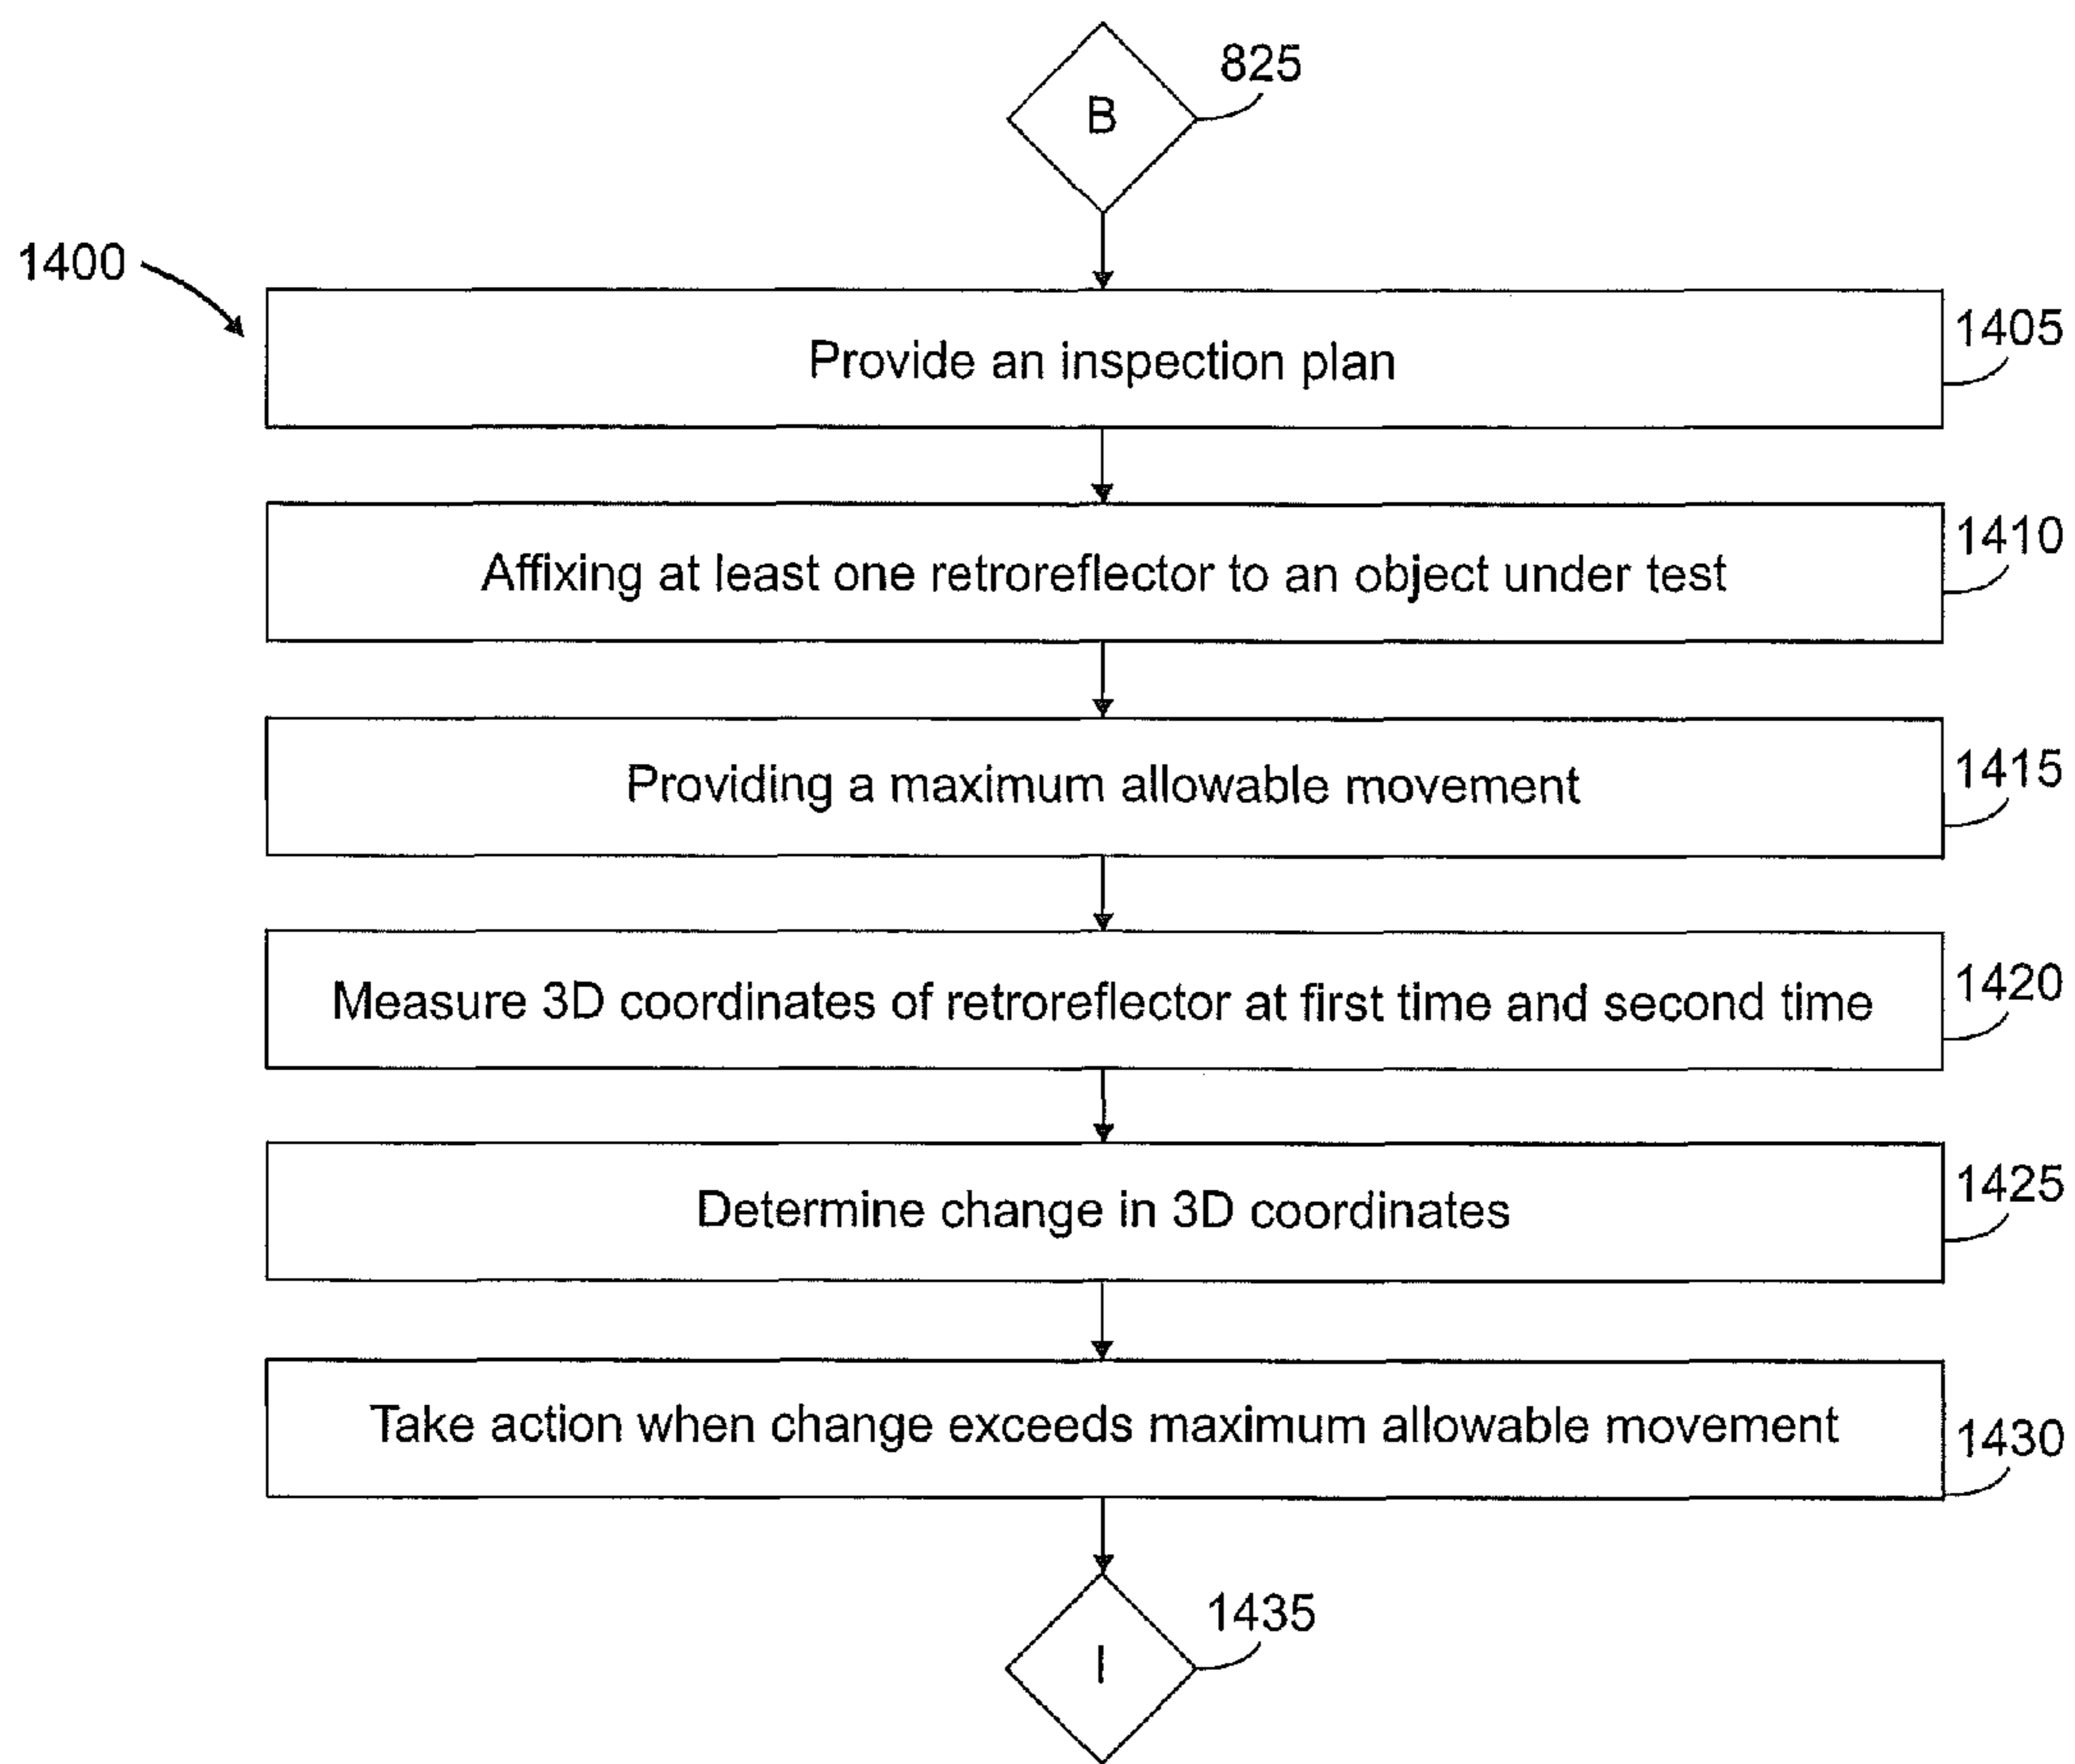 825
B
1400
1405
Provide an inspection plan
1410
Affixing at least one retroreflector to an object under test
1415
Providing a maximum allowable movement
1420
Measure 3D coordinates of retroreflector at first time and second time
1425
Determine change in 3D coordinates
Take action when change exceeds maximum allowable movement
1430
1435
I